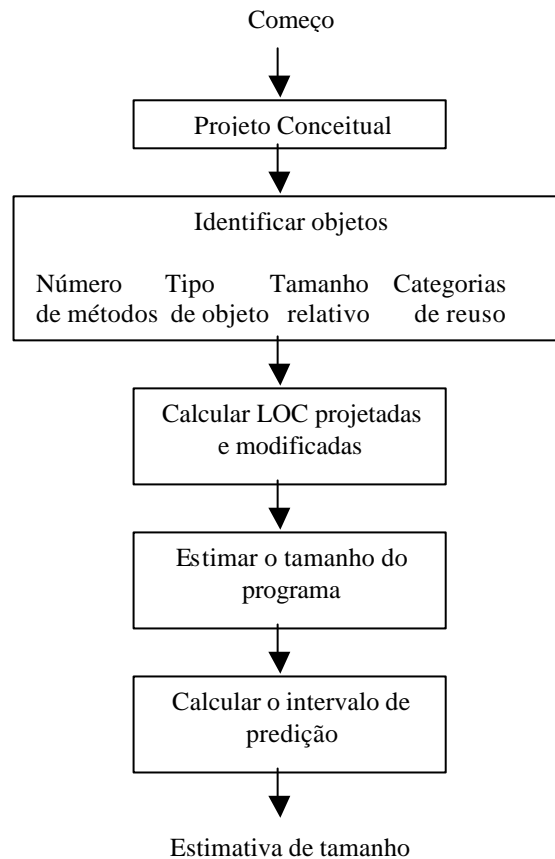 Começo
Projeto Conceitual
Identificar objetos
Número Tipo Tamanho Categorias
de métodos de objeto relativo de reuso
Calcular LOC projetadas
e modificadas
Estimar o tamanho do
programa
Calcular o intervalo de
predição
Estimativa de tamanho